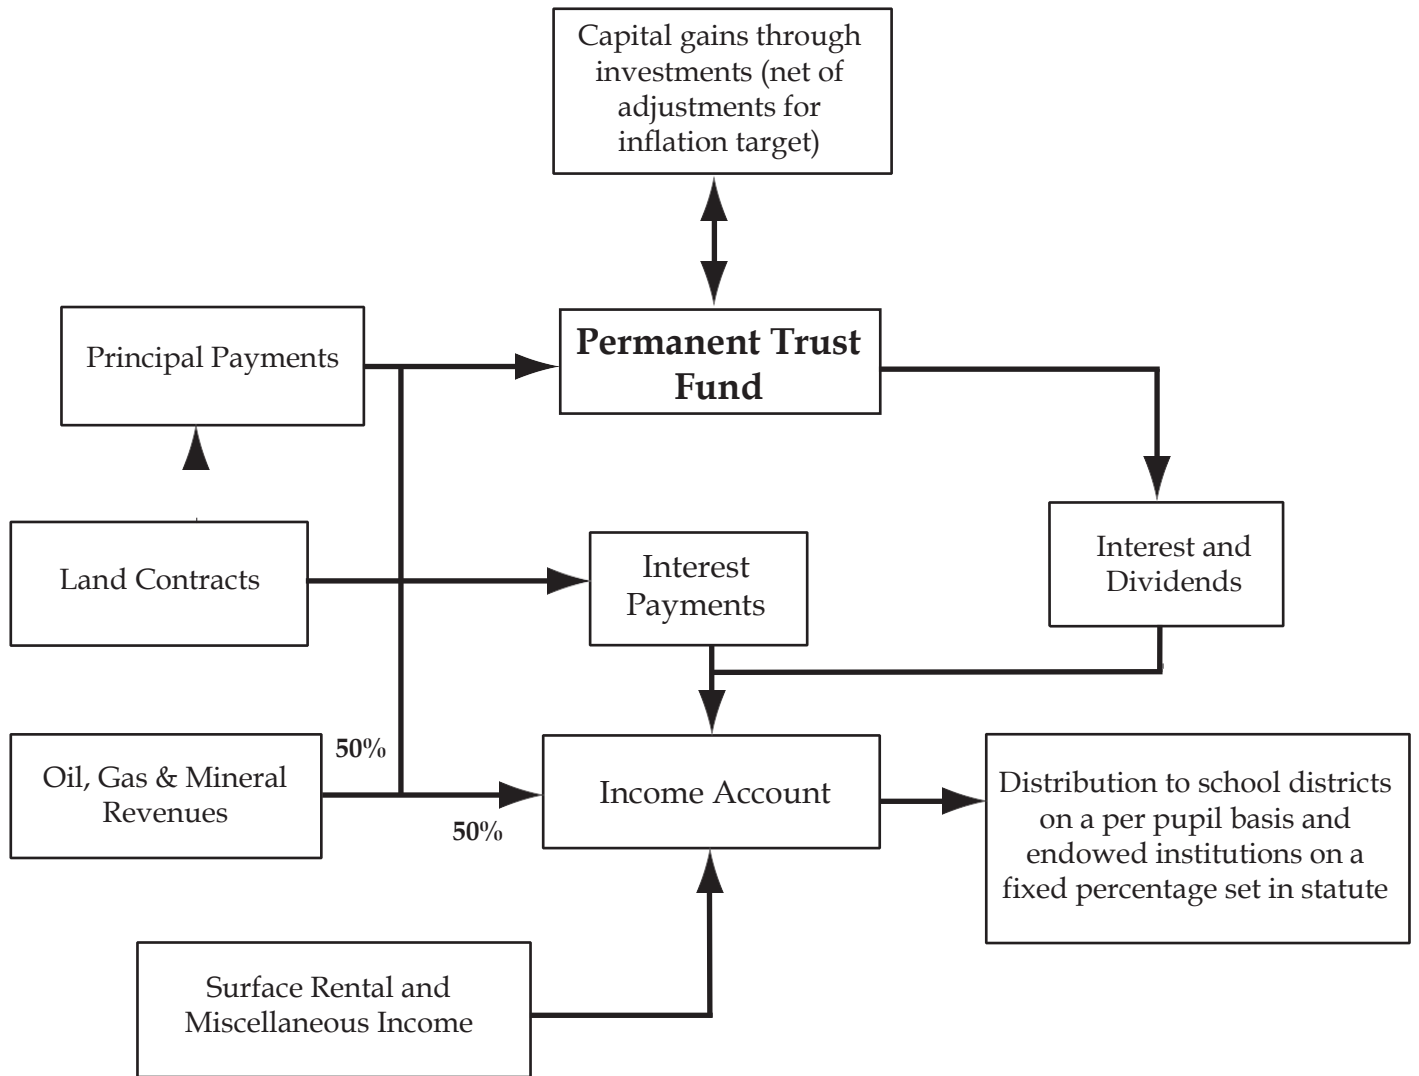 Capital gains through
investments (net of
adjustments for
inflation target)
Principal Payments
Permanent Trust
Fund
Land Contracts
Interest
Payments
Interest and
Dividends
Oil, Gas & Mineral
Revenues
50%
50%
Income Account
Distribution to school districts
on a per pupil basis and
endowed institutions on a
fixed percentage set in statute
Surface Rental and
Miscellaneous Income